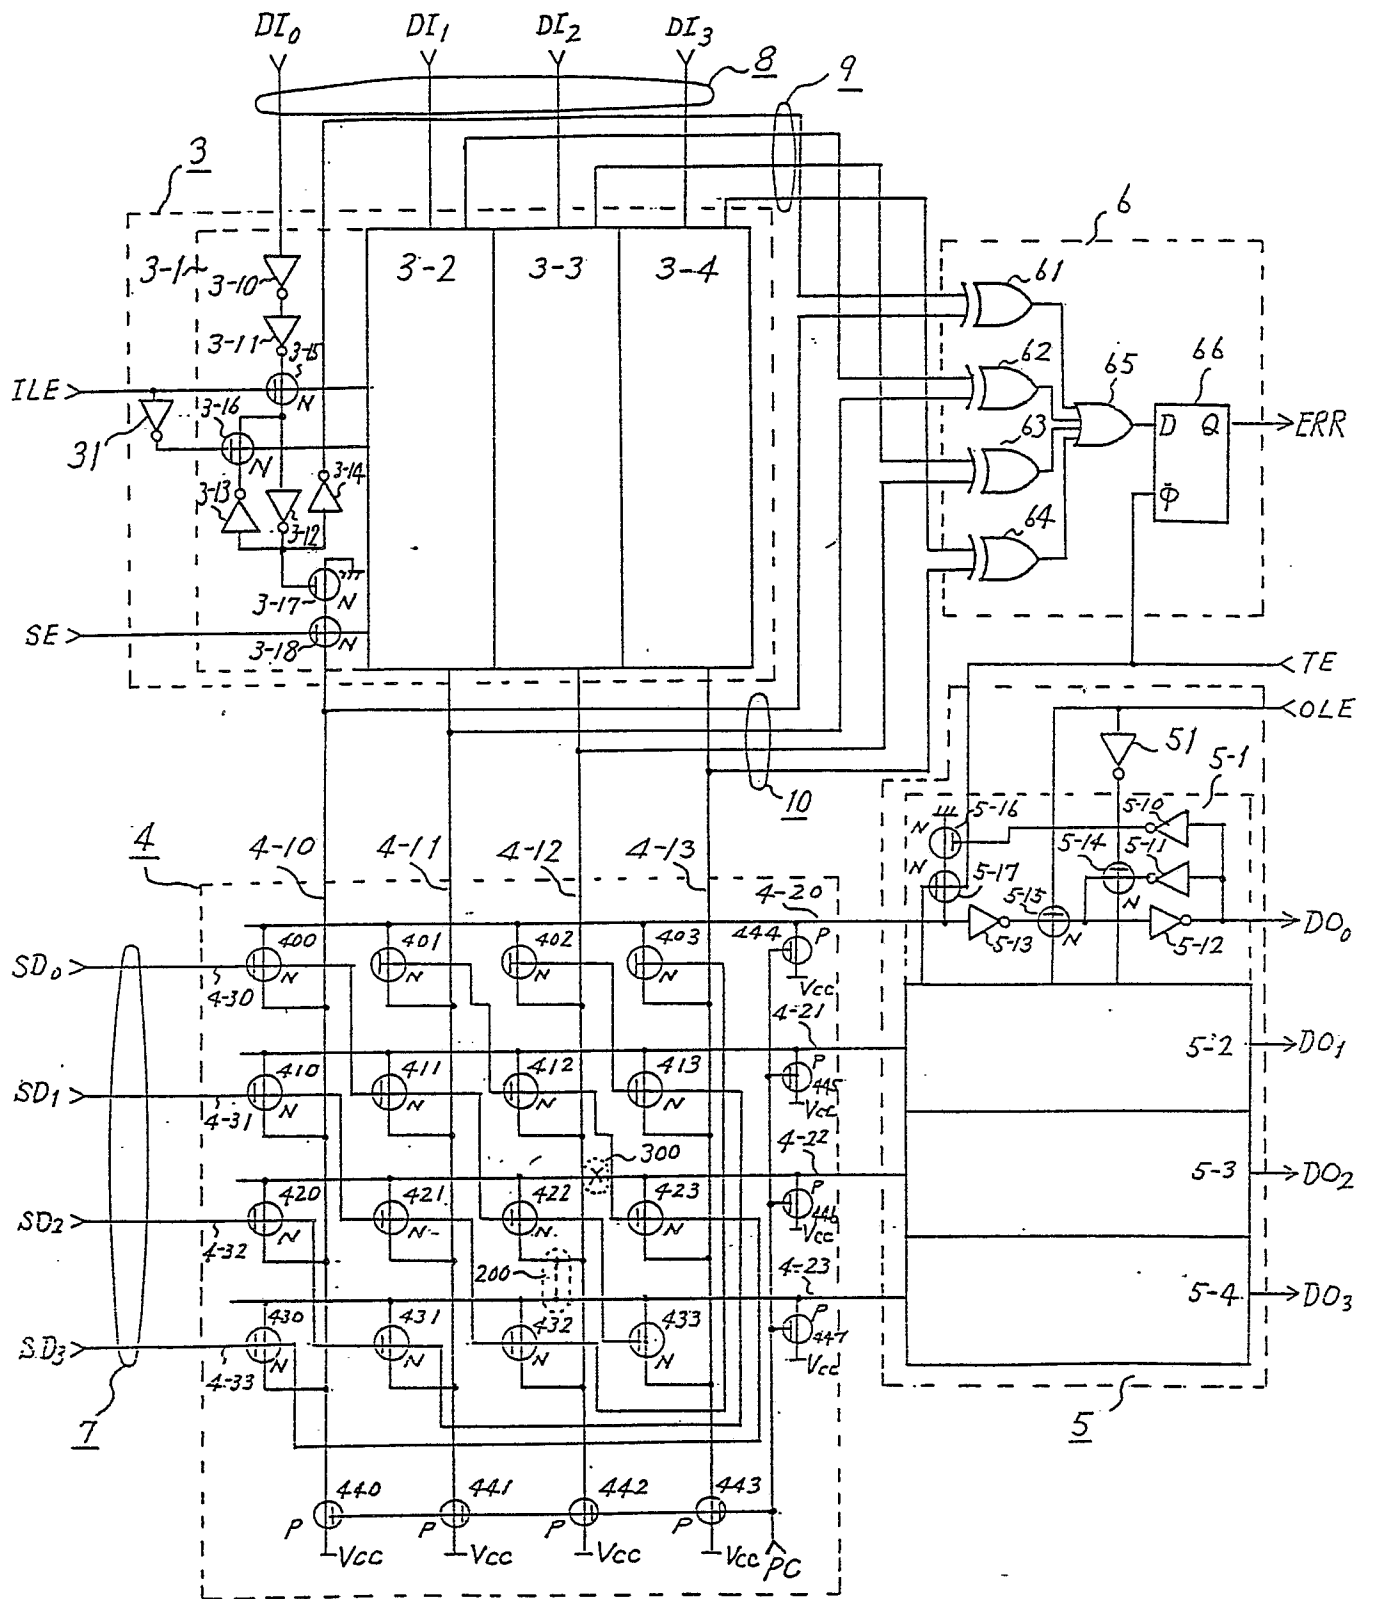 DI0 DI1 DI2 DI3
8
9
3
6
3-1
3-10
3-2 3-3 3-4
61
3-11
3-15
62
65
66
ILE
N
3-16
D Q
ERR
31
N
63
3-14
3-13
Φ̄
3-12
64
3-17
N
SE
N
3-18
TE
OLE
51
5-1
10
5-10
5-16
N
5-14
5-11
4
4-10 4-11 4-12 4-13
N
5-17
N
5-15
4-20
444
P
N
5-13
5-12
DO0
400 401 402 403
SD0
N N N N
4-30
Vcc
4-21
5-2
DO1
410 411 412 413
P
445
SD1
N N N N
4-31
Vcc
4-22
300
5-3
DO2
420 421 422 423
P
446
SD2
N N N N
4-32
Vcc
200
4-23
5-4
DO3
430 431 432 433
P
447
SD3
N N N N
4-33
Vcc
7
5
440 441 442 443
P P P P
Vcc Vcc Vcc Vcc PC